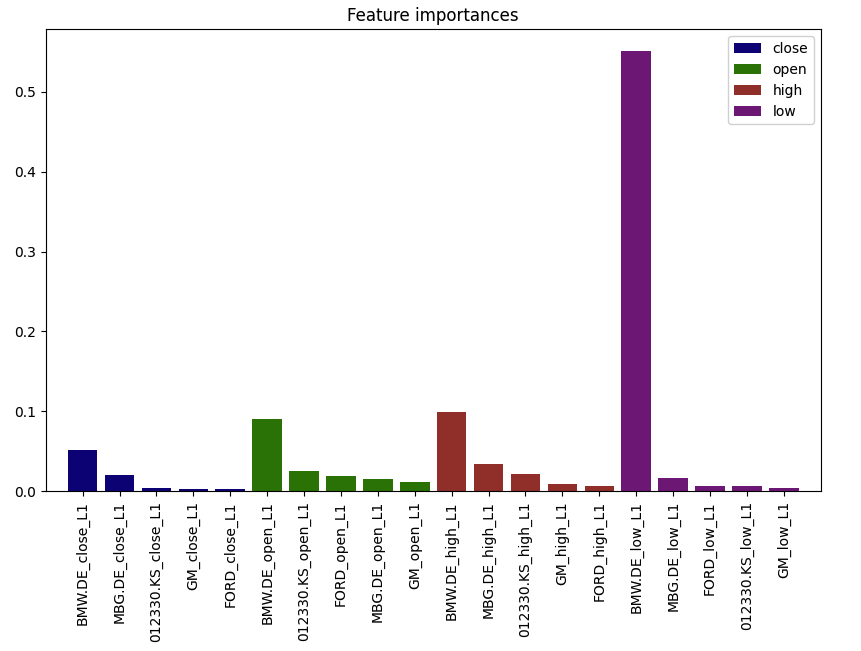 Feature importances
close
open
high
low
0.5
0.4
0.3
0.2
0.1
0.0
BMW.DE_close_L1
MBG.DE_close_L1
012330.KS_close_L1
GM_close_L1
FORD_close_L1
BMW.DE_open_L1
012330.KS_open_L1
FORD_open_L1
MBG.DE_open_L1
GM_open_L1
BMW.DE_high_L1
MBG.DE_high_L1
012330.KS_high_L1
GM_high_L1
FORD_high_L1
BMW.DE_low_L1
MBG.DE_low_L1
FORD_low_L1
012330.KS_low_L1
GM_low_L1